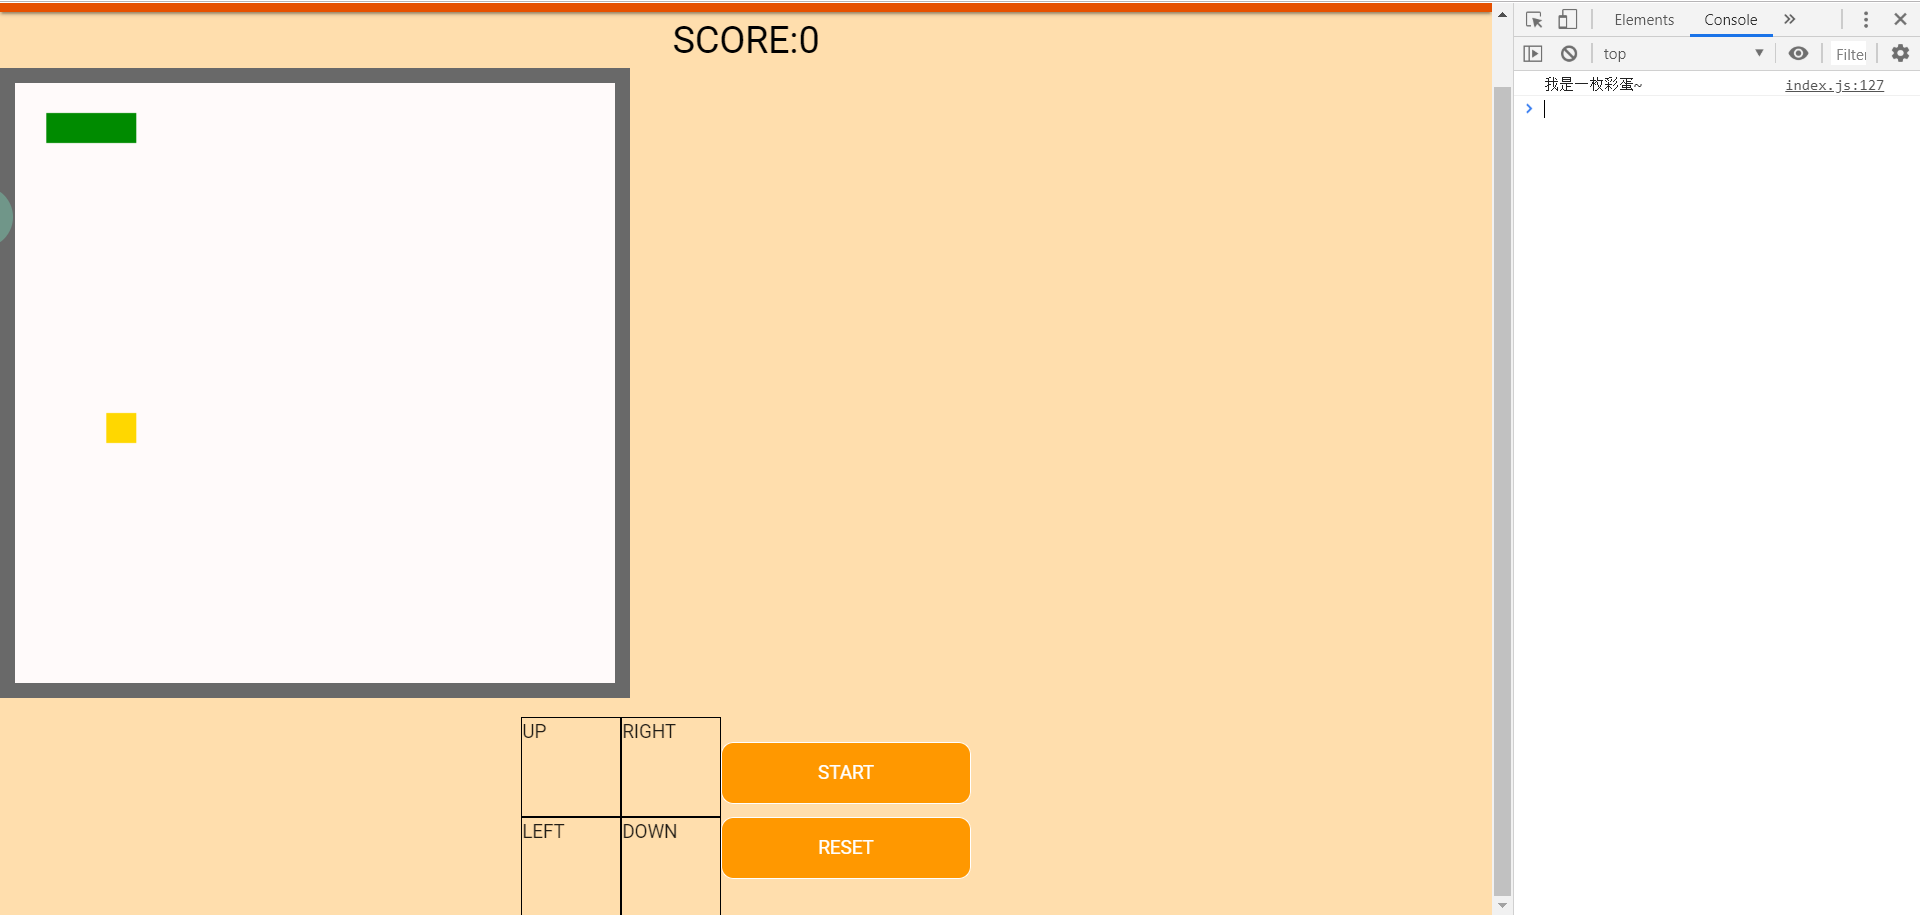 SCORE:0
UP
RIGHT
LEFT
DOWN
START
RESET
Elements
Console
top
Filter
我是一枚彩蛋~
index.js:127